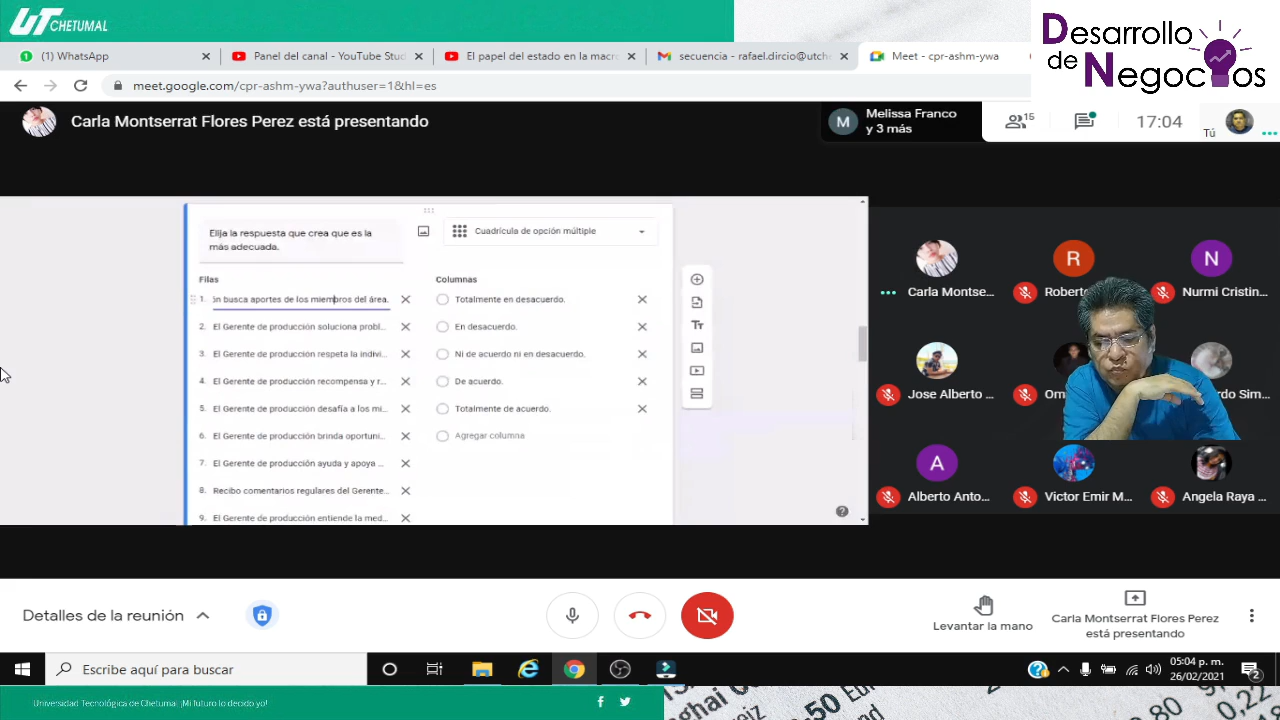 UT
CHETUMAL
Desarrollo
de Negocios
(1) WhatsApp
Panel del canal - YouTube Stud
El papel del estado en la macro
secuencia - rafael.dircio@utche
Meet - cpr-ashm-ywa
meet.google.com/cpr-ashm-ywa?authuser=1&hl=es
Carla Montserrat Flores Perez está presentando
M
Melissa Franco
y 3 más
15
17:04
Tú
Elija la respuesta que crea que es la
más adecuada.
Cuadrícula de opción múltiple
Filas
Columnas
1. ón busca aportes de los miembros del área.
Totalmente en desacuerdo.
2. El Gerente de producción soluciona probl...
En desacuerdo.
3. El Gerente de producción respeta la indivi...
Ni de acuerdo ni en desacuerdo.
4. El Gerente de producción recompensa y r...
De acuerdo.
5. El Gerente de producción desafía a los mi...
Totalmente de acuerdo.
6. El Gerente de producción brinda oportuni...
Agregar columna
7. El Gerente de producción ayuda y apoya ...
8. Recibo comentarios regulares del Gerente...
9. El Gerente de producción entiende la med...
Tt
R
N
Carla Montse...
Robert
Nurmi Cristin...
Jose Alberto ...
Om
rdo Sim...
A
Alberto Anto...
Victor Emir M...
Angela Raya ...
Detalles de la reunión
Levantar la mano
Carla Montserrat Flores Perez
está presentando
Escribe aquí para buscar
05:04 p. m.
26/02/2021
2
Universidad Tecnológica de Chetumal ¡Mi futuro lo decido yo!